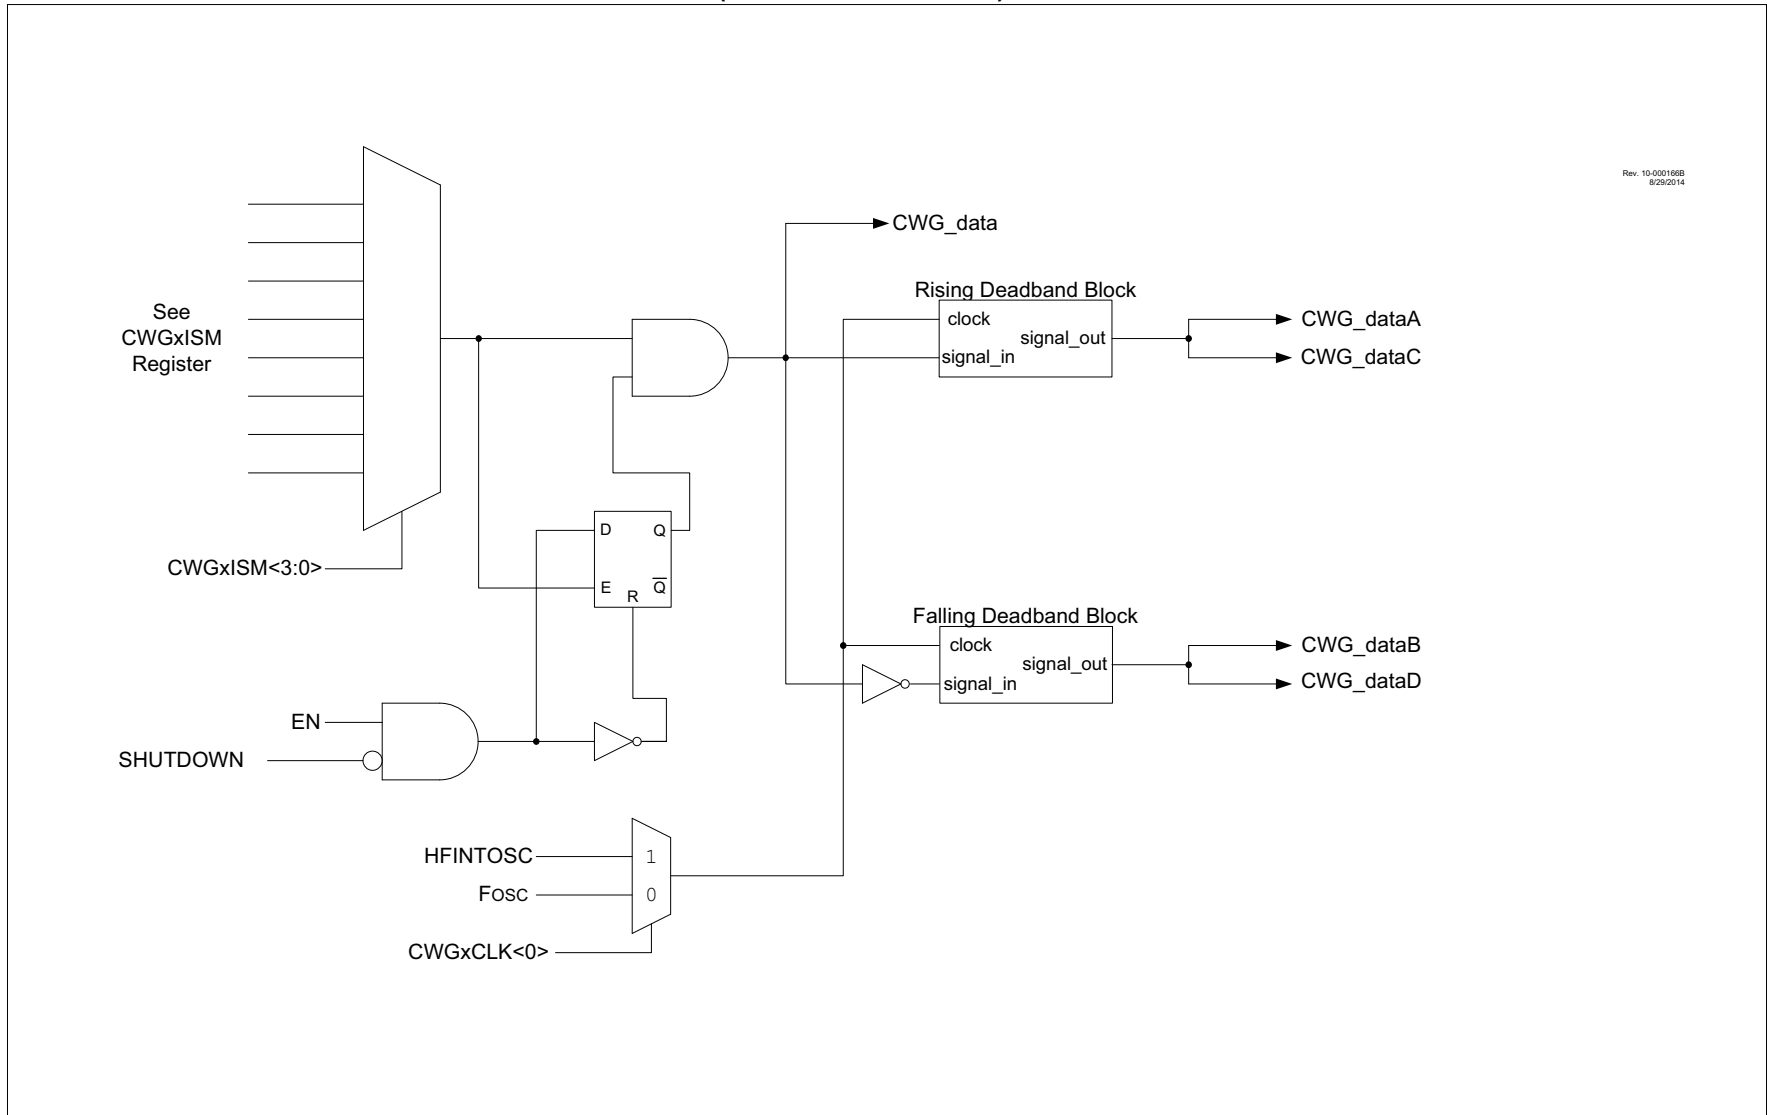 Rev. 10-000166B
8/29/2014
CWG_data
Rising Deadband Block
clock
signal_out
signal_in
CWG_dataA
CWG_dataC
See
CWGxISM
Register
D
Q
E
R
Q̅
CWGxISM<3:0>
Falling Deadband Block
clock
signal_out
signal_in
CWG_dataB
CWG_dataD
EN
SHUTDOWN
HFINTOSC
1
FOSC
0
CWGxCLK<0>